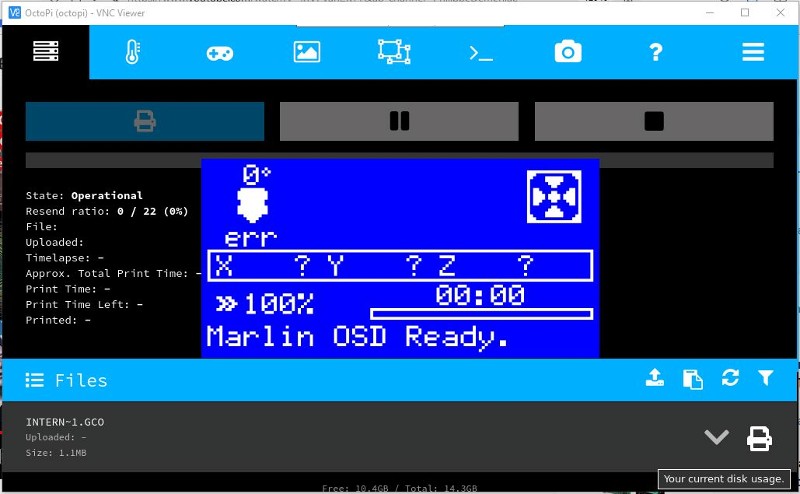 OctoPi (octopi) - VNC Viewer
State: Operational
Resend ratio: 0 / 22 (0%)
File:
Uploaded:
Timelapse: -
Approx. Total Print Time: -
Print Time: -
Print Time Left: -
Printed: -
0°
err
X ? Y ? Z ?
100% 00:00
Marlin OSD Ready.
Files
INTERN~1.GCO
Uploaded: -
Size: 1.1MB
Your current disk usage.
Free: 10.4GB / Total: 14.3GB